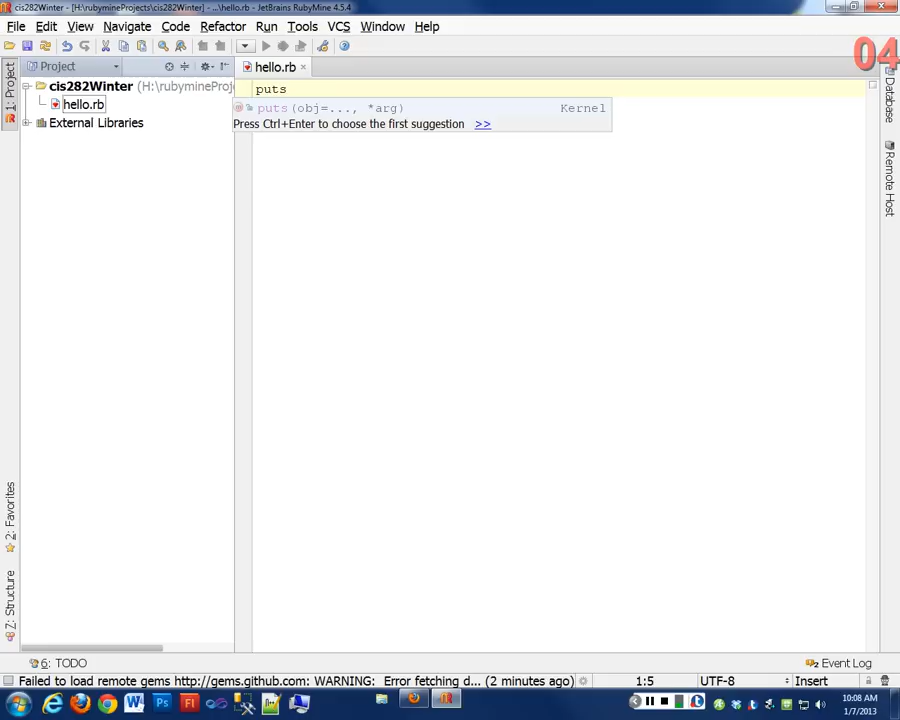 cis282Winter - [H:\rubymineProjects\cis282Winter] - ...\hello.rb - JetBrains RubyMine 4.5.4
File Edit View Navigate Code Refactor Run Tools VCS Window Help
04
1: Project
Project
hello.rb
cis282Winter (H:\rubymineProj
hello.rb
External Libraries
puts
puts(obj=..., *arg) Kernel
Press Ctrl+Enter to choose the first suggestion >>
Database
Remote Host
2: Favorites
Z: Structure
6: TODO
2 Event Log
Failed to load remote gems http://gems.github.com: WARNING: Error fetching d... (2 minutes ago)
1:5
UTF-8
Insert
10:08 AM
1/7/2013